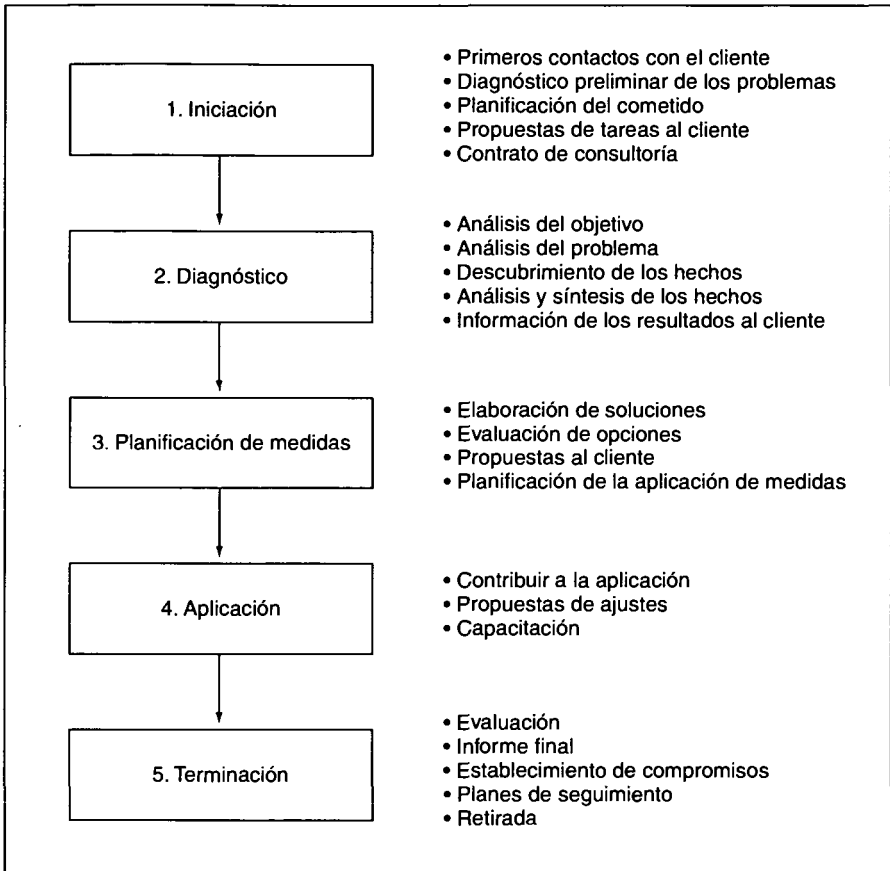 1. Iniciación
• Primeros contactos con el cliente
• Diagnóstico preliminar de los problemas
• Planificación del cometido
• Propuestas de tareas al cliente
• Contrato de consultoría
2. Diagnóstico
• Análisis del objetivo
• Análisis del problema
• Descubrimiento de los hechos
• Análisis y síntesis de los hechos
• Información de los resultados al cliente
3. Planificación de medidas
• Elaboración de soluciones
• Evaluación de opciones
• Propuestas al cliente
• Planificación de la aplicación de medidas
4. Aplicación
• Contribuir a la aplicación
• Propuestas de ajustes
• Capacitación
5. Terminación
• Evaluación
• Informe final
• Establecimiento de compromisos
• Planes de seguimiento
• Retirada